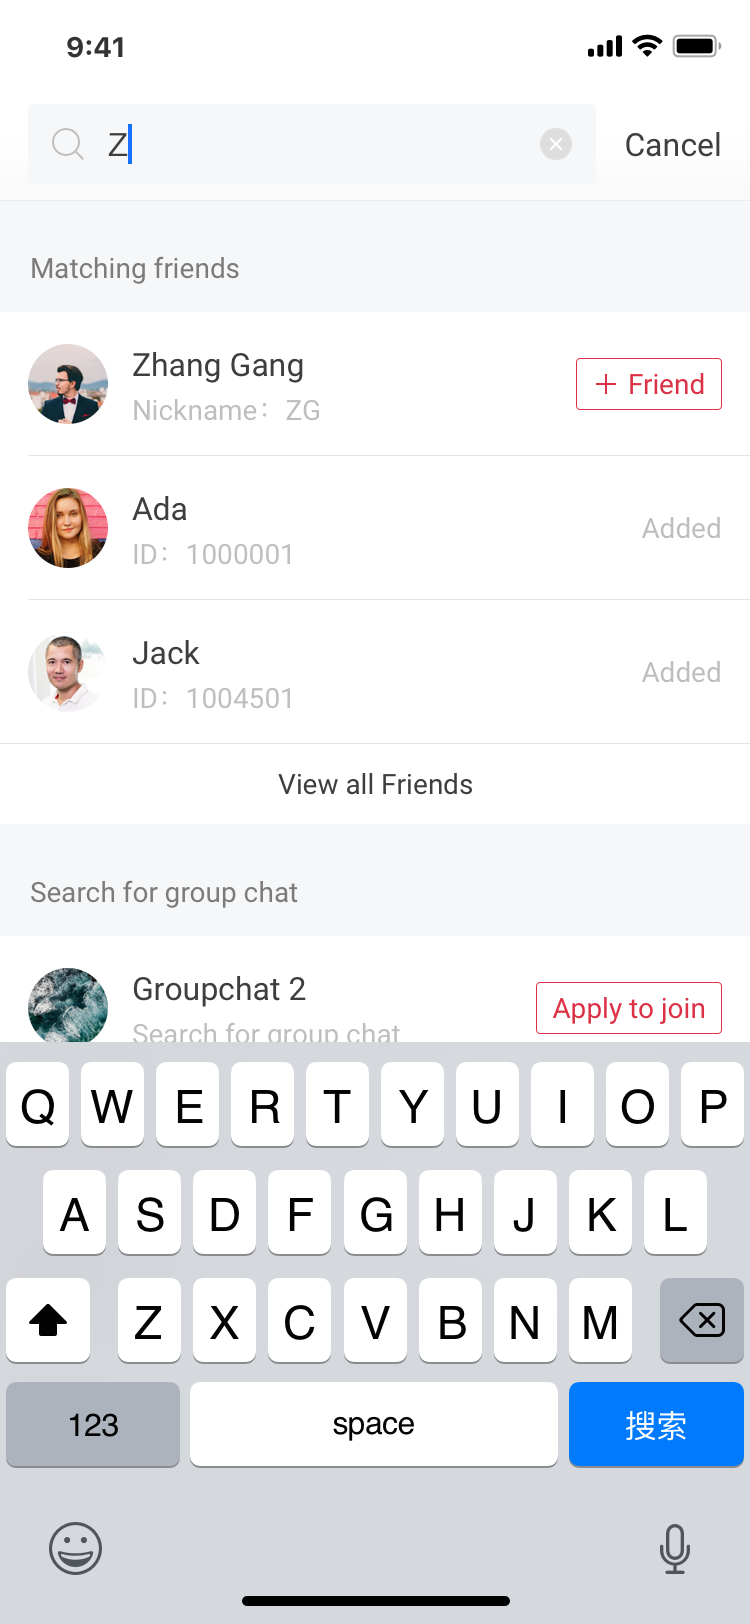 9:41
Z
Cancel
Matching friends
Zhang Gang
Nickname： ZG
+ Friend
Ada
ID： 1000001
Added
Jack
ID： 1004501
Added
View all Friends
Search for group chat
Groupchat 2
Search for group chat
Apply to join
Q W E R T Y U I O P
A S D F G H J K L
Z X C V B N M
123 space 搜索